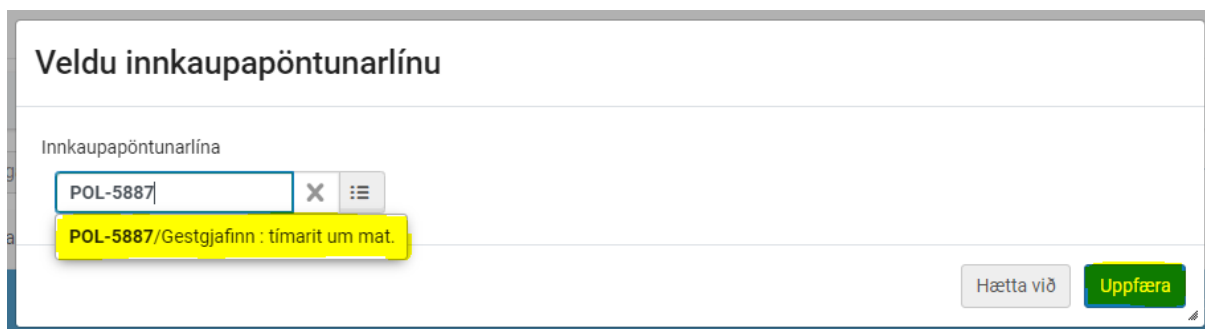 Veldu innkaupapöntunarlínu
Innkaupapöntunarlína
POL-5887
POL-5887/Gestgjafinn : tímarit um mat.
Hætta við
Uppfæra